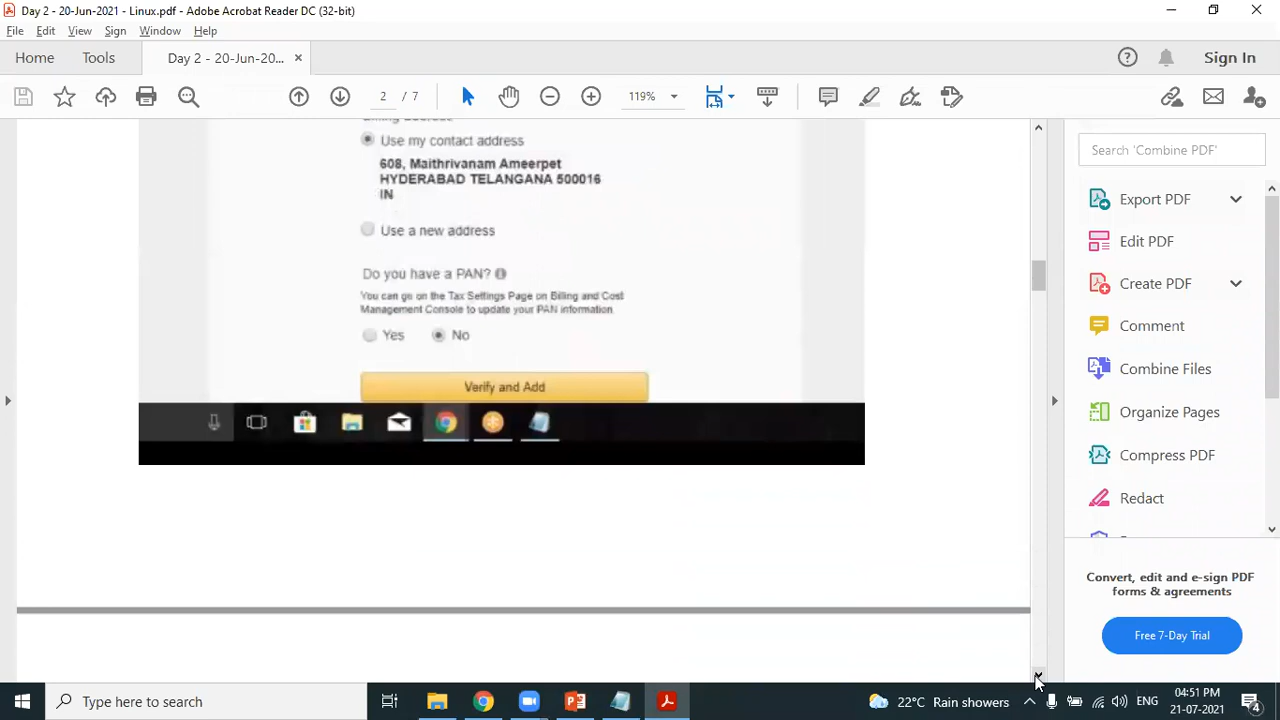 Day 2 - 20-Jun-2021 - Linux.pdf - Adobe Acrobat Reader DC (32-bit)
File Edit View Sign Window Help
Home Tools Day 2 - 20-Jun-20... Sign In
2 / 7 119%
Use my contact address
608, Maithrivanam Ameerpet
HYDERABAD TELANGANA 500016
IN
Use a new address
Do you have a PAN?
You can go on the Tax Settings Page on Billing and Cost
Management Console to update your PAN information.
Yes No
Verify and Add
Search 'Combine PDF'
Export PDF
Edit PDF
Create PDF
Comment
Combine Files
Organize Pages
Compress PDF
Redact
Convert, edit and e-sign PDF
forms & agreements
Free 7-Day Trial
Type here to search
22°C Rain showers
ENG
04:51 PM
21-07-2021
4